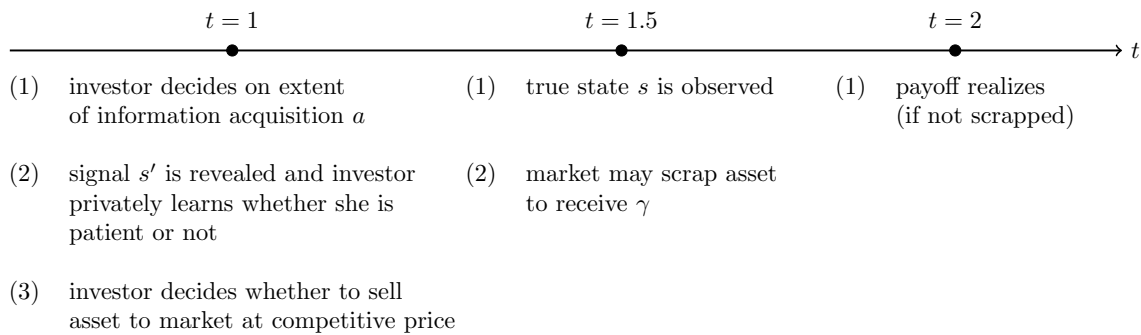 t = 1
t = 1.5
t = 2
t
(1) investor decides on extent
of information acquisition a
(1) true state s is observed
(1) payoff realizes
(if not scrapped)
(2) signal s′ is revealed and investor
privately learns whether she is
patient or not
(2) market may scrap asset
to receive γ
(3) investor decides whether to sell
asset to market at competitive price